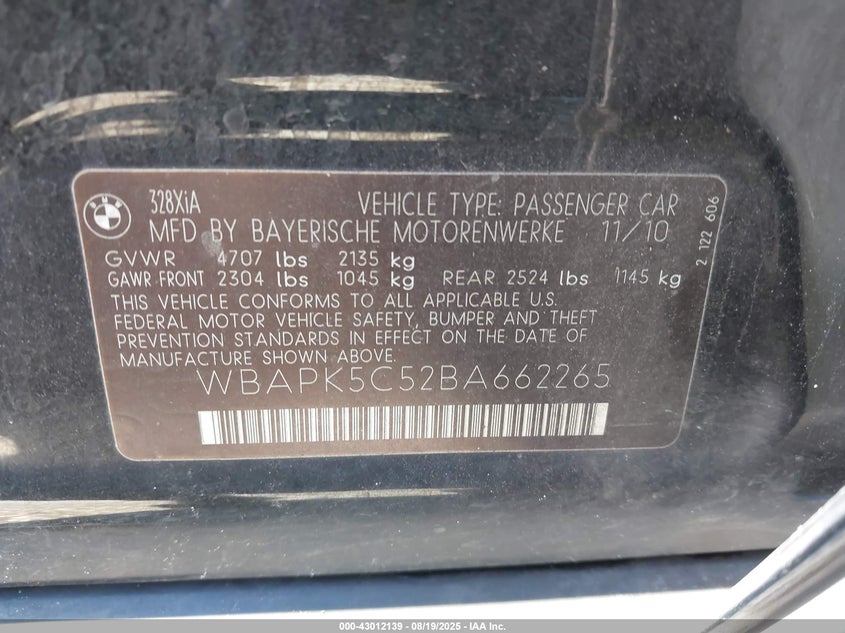 BMW
328XiA VEHICLE TYPE: PASSENGER CAR
MFD BY BAYERISCHE MOTORENWERKE 11/10
GVWR 4707 lbs 2135 kg
GAWR FRONT 2304 lbs 1045 kg REAR 2524 lbs 1145 kg
THIS VEHICLE CONFORMS TO ALL APPLICABLE U.S.
FEDERAL MOTOR VEHICLE SAFETY, BUMPER AND THEFT
PREVENTION STANDARDS IN EFFECT ON THE DATE OF
MANUFACTURE SHOWN ABOVE.
WBAPK5C52BA662265
2 122 606
000-43012139 - 08/19/2025 - IAA Inc.